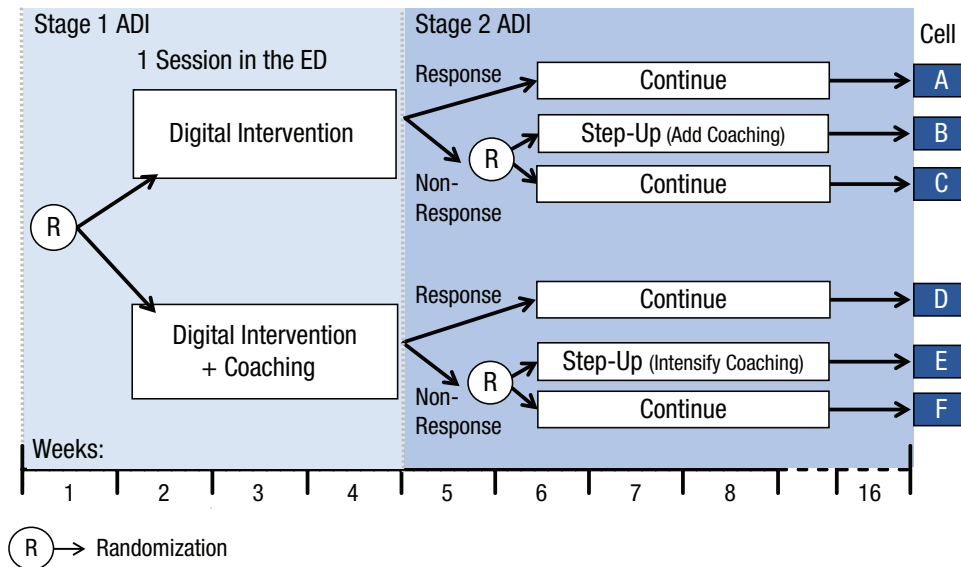 Stage 1 ADI
Stage 2 ADI
Cell
1 Session in the ED
Digital Intervention
Response
Continue
A
R
Step-Up (Add Coaching)
B
Non-
Response
Continue
C
R
Digital Intervention
+ Coaching
Response
Continue
D
R
Step-Up (Intensify Coaching)
E
Non-
Response
Continue
F
Weeks:
1 2 3 4 5 6 7 8 16
R Randomization